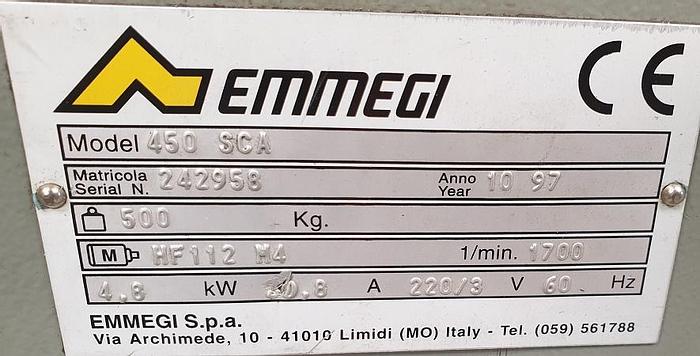 EMMEGI CE
Model 450 SCA
Matricola Serial N. 242958 Anno Year 10 97
500 Kg.
M HF112 M4 1/min. 1700
4.8 kW A 220/3 V 60 Hz
EMMEGI S.p.a.
Via Archimede, 10 - 41010 Limidi (MO) Italy - Tel. (059) 561788